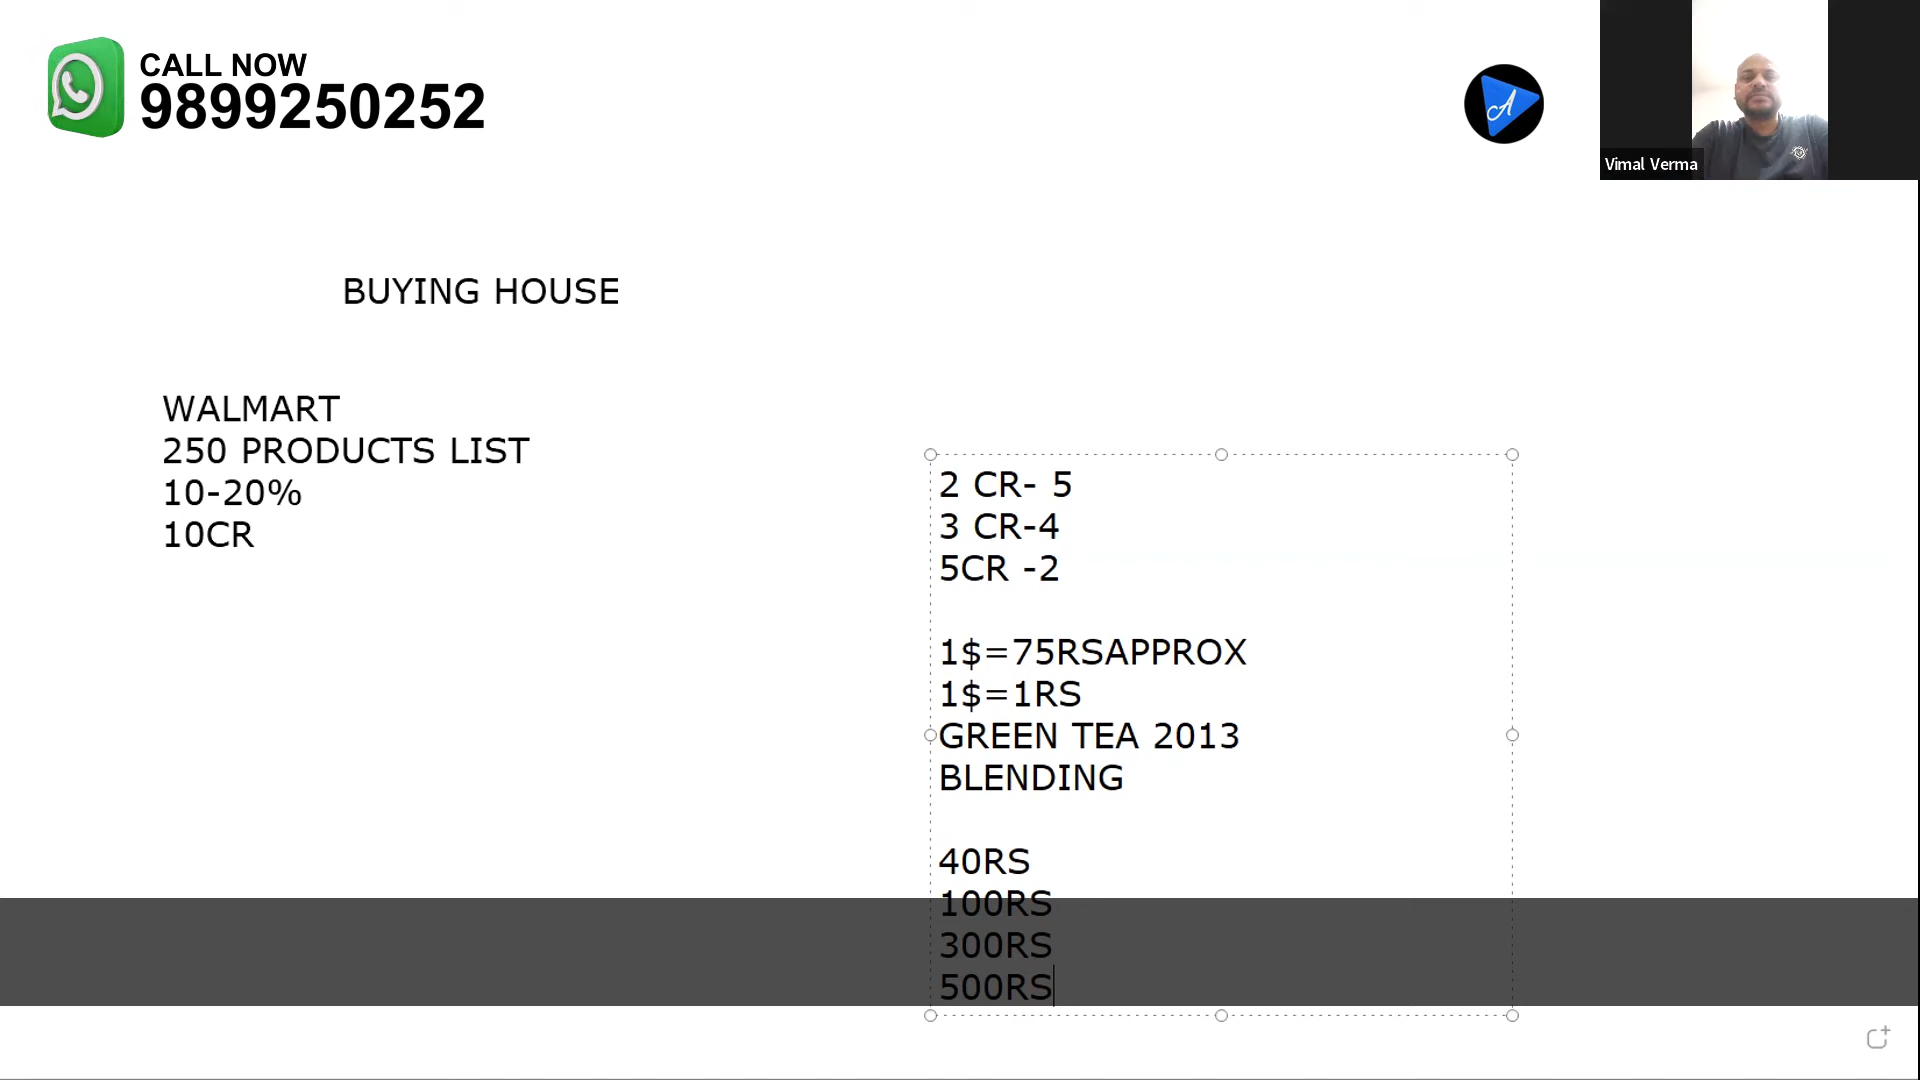 CALL NOW
9899250252
A
Vimal Verma
BUYING HOUSE
WALMART
250 PRODUCTS LIST
10-20%
10CR
2 CR- 5
3 CR-4
5CR -2
1$=75RSAPPROX
1$=1RS
GREEN TEA 2013
BLENDING
40RS
100RS
300RS
500RS